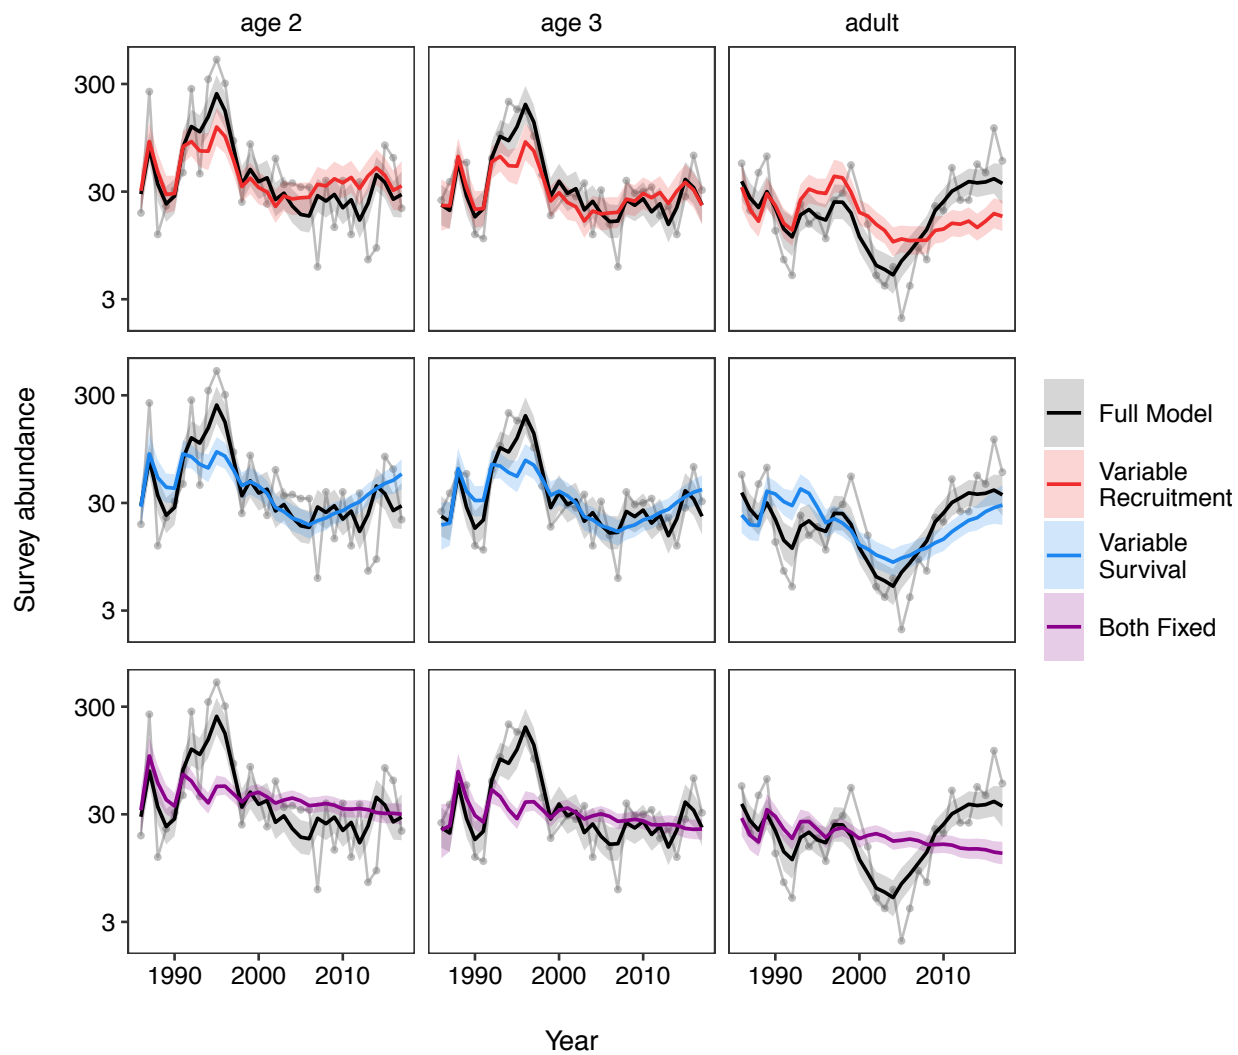 age 2
age 3
adult
300
30
3
300
30
3
300
30
3
Survey abundance
1990
2000
2010
1990
2000
2010
1990
2000
2010
Year
Full Model
Variable
Recruitment
Variable
Survival
Both Fixed